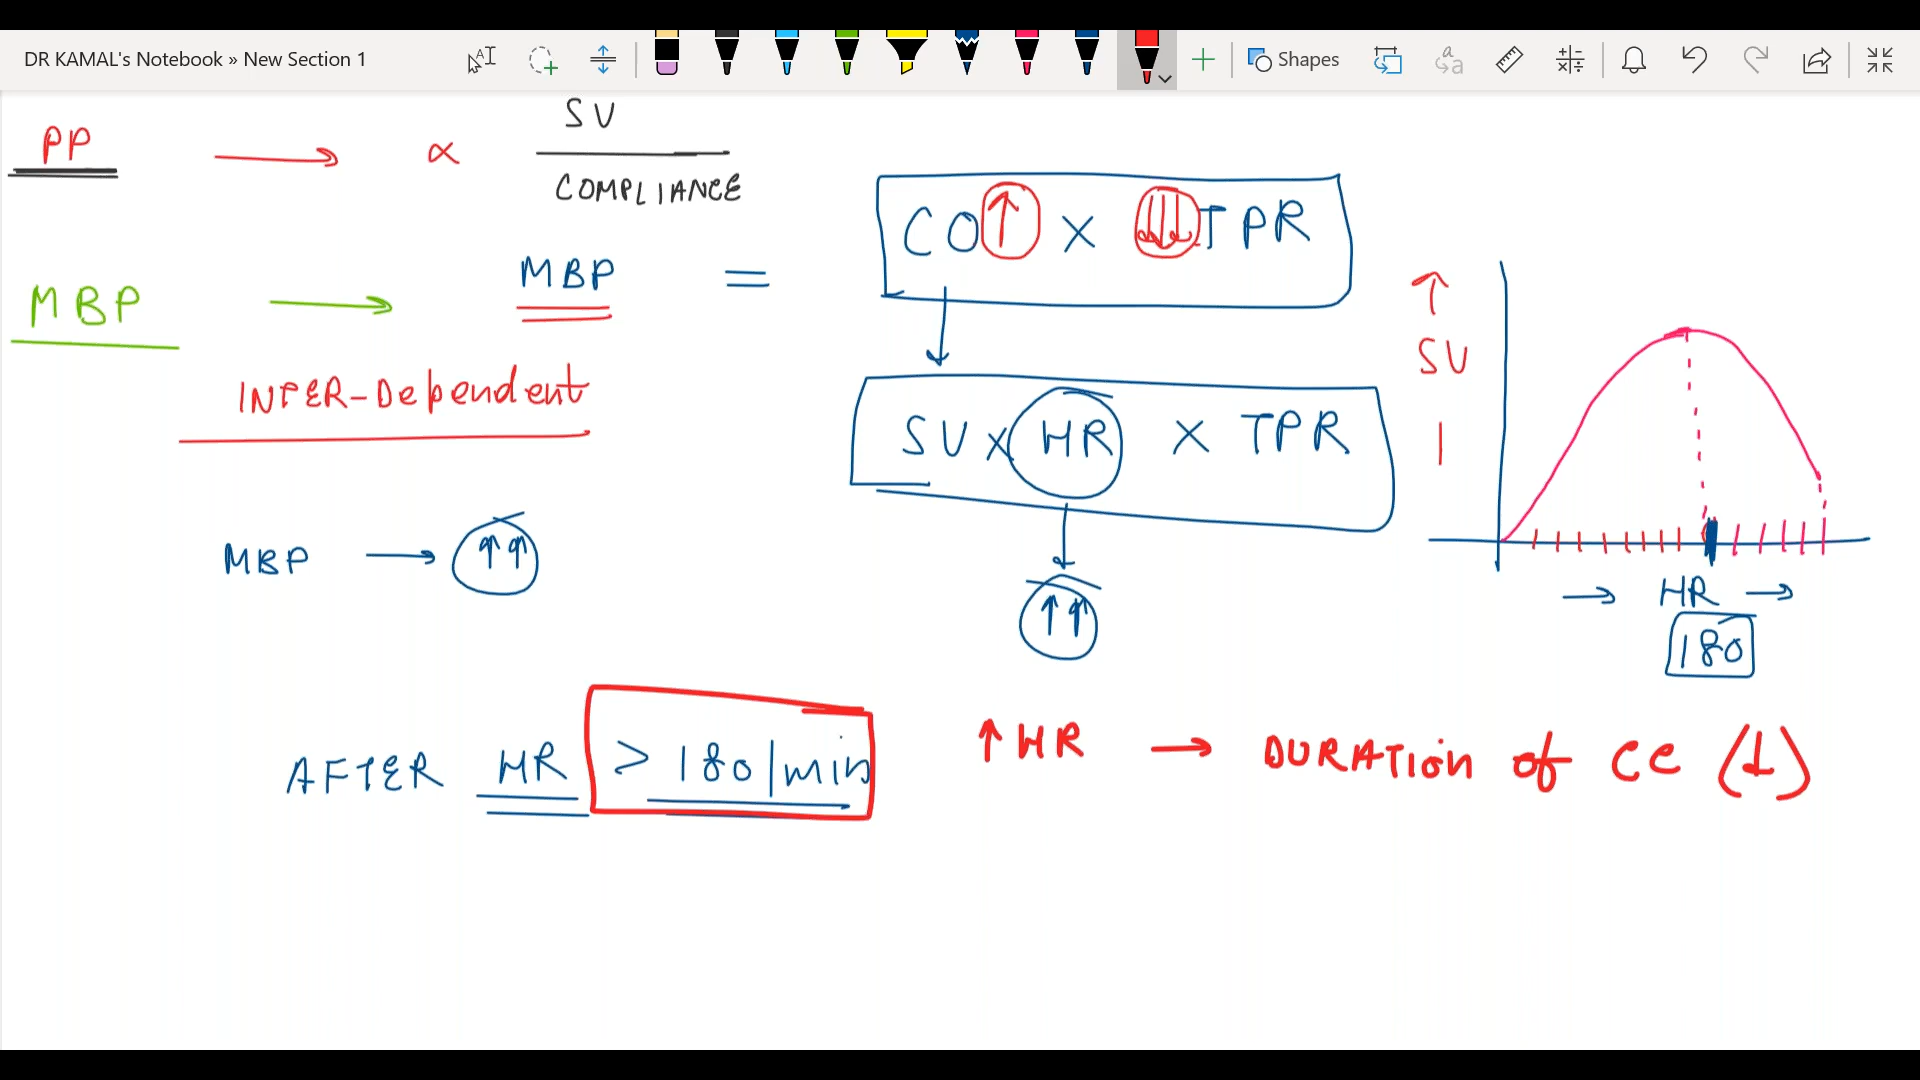 DR KAMAL's Notebook » New Section 1
Shapes
PP → ∝ SV
COMPLIANCE
MBP → MBP = CO↑ × ↓↓↓TPR
INTER-Dependent
SV × HR × TPR
↑
SV
MBP → ↑↑
↑↑
→ HR →
180
AFTER HR > 180/min
↑HR → DURATion of CC (↓)